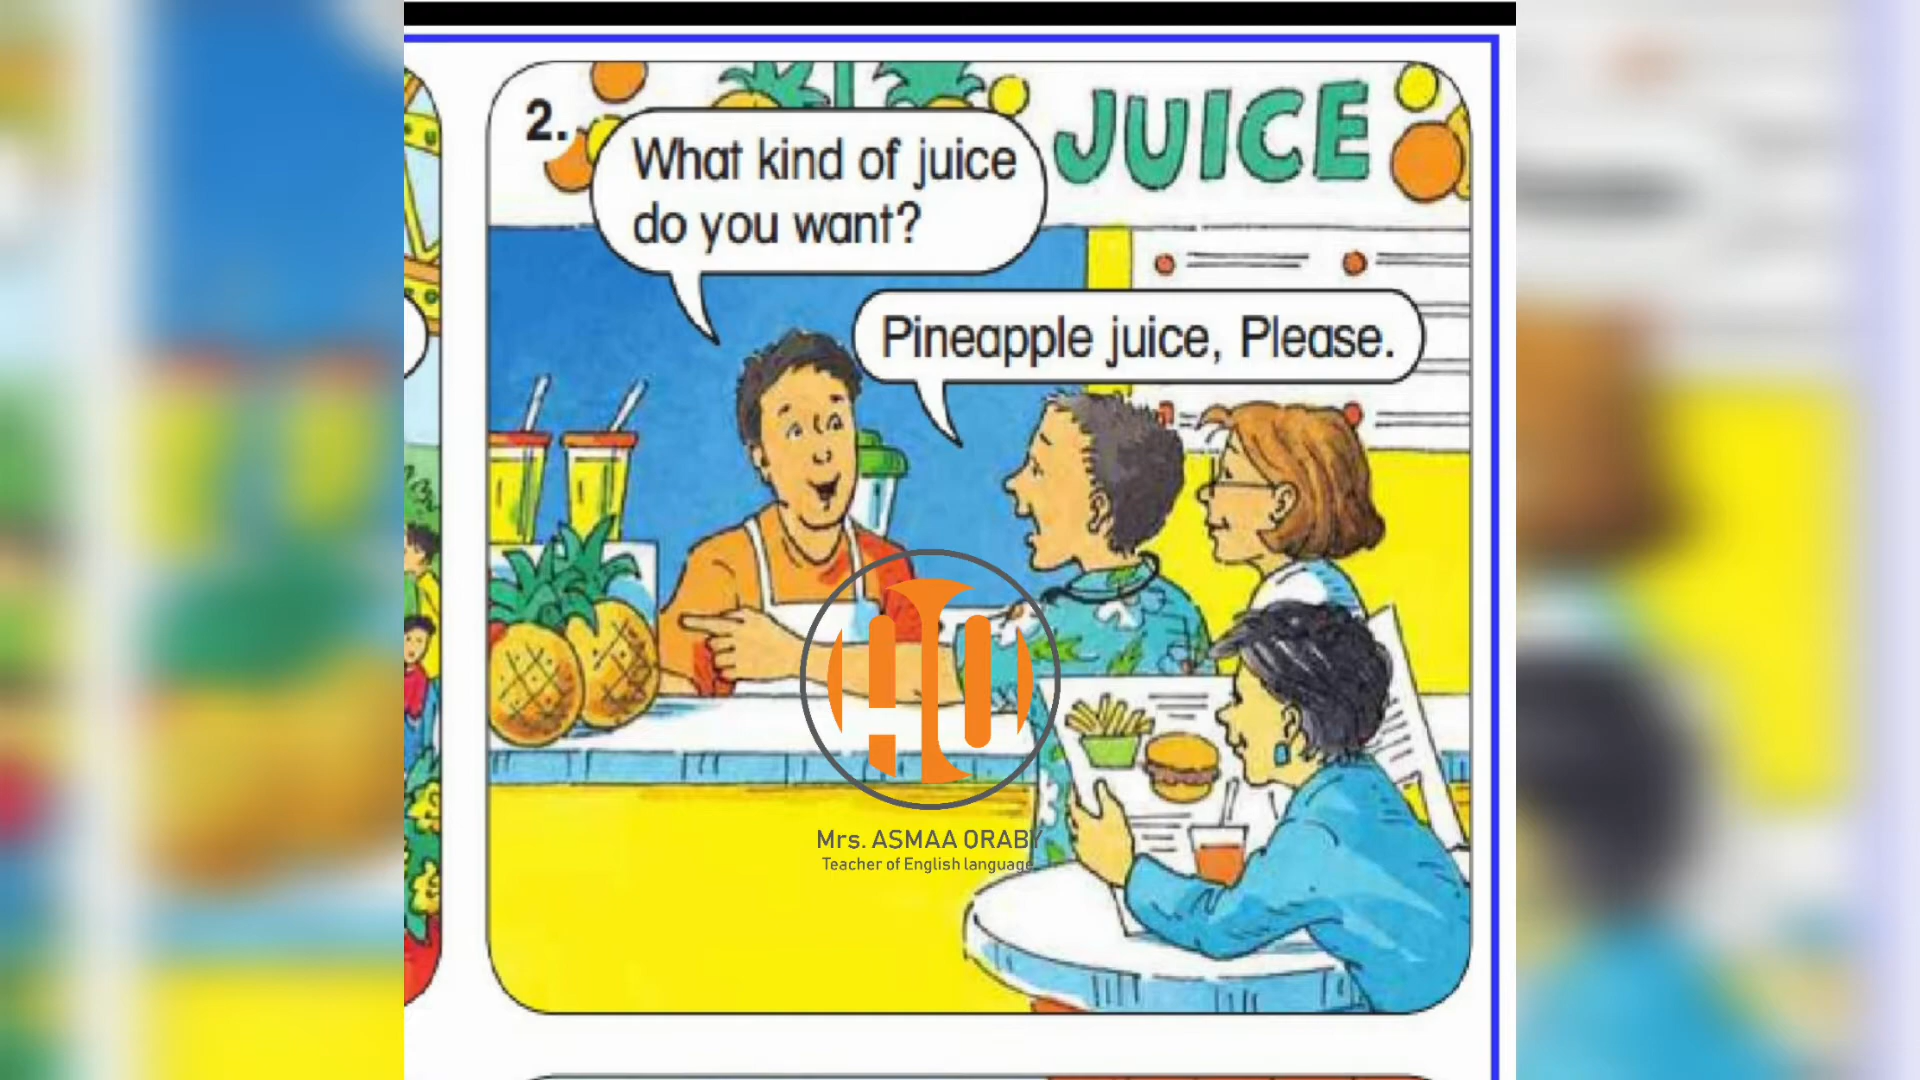 2.
JUICE
What kind of juice
do you want?
Pineapple juice, Please.
Mrs. ASMAA ORABY
Teacher of English language